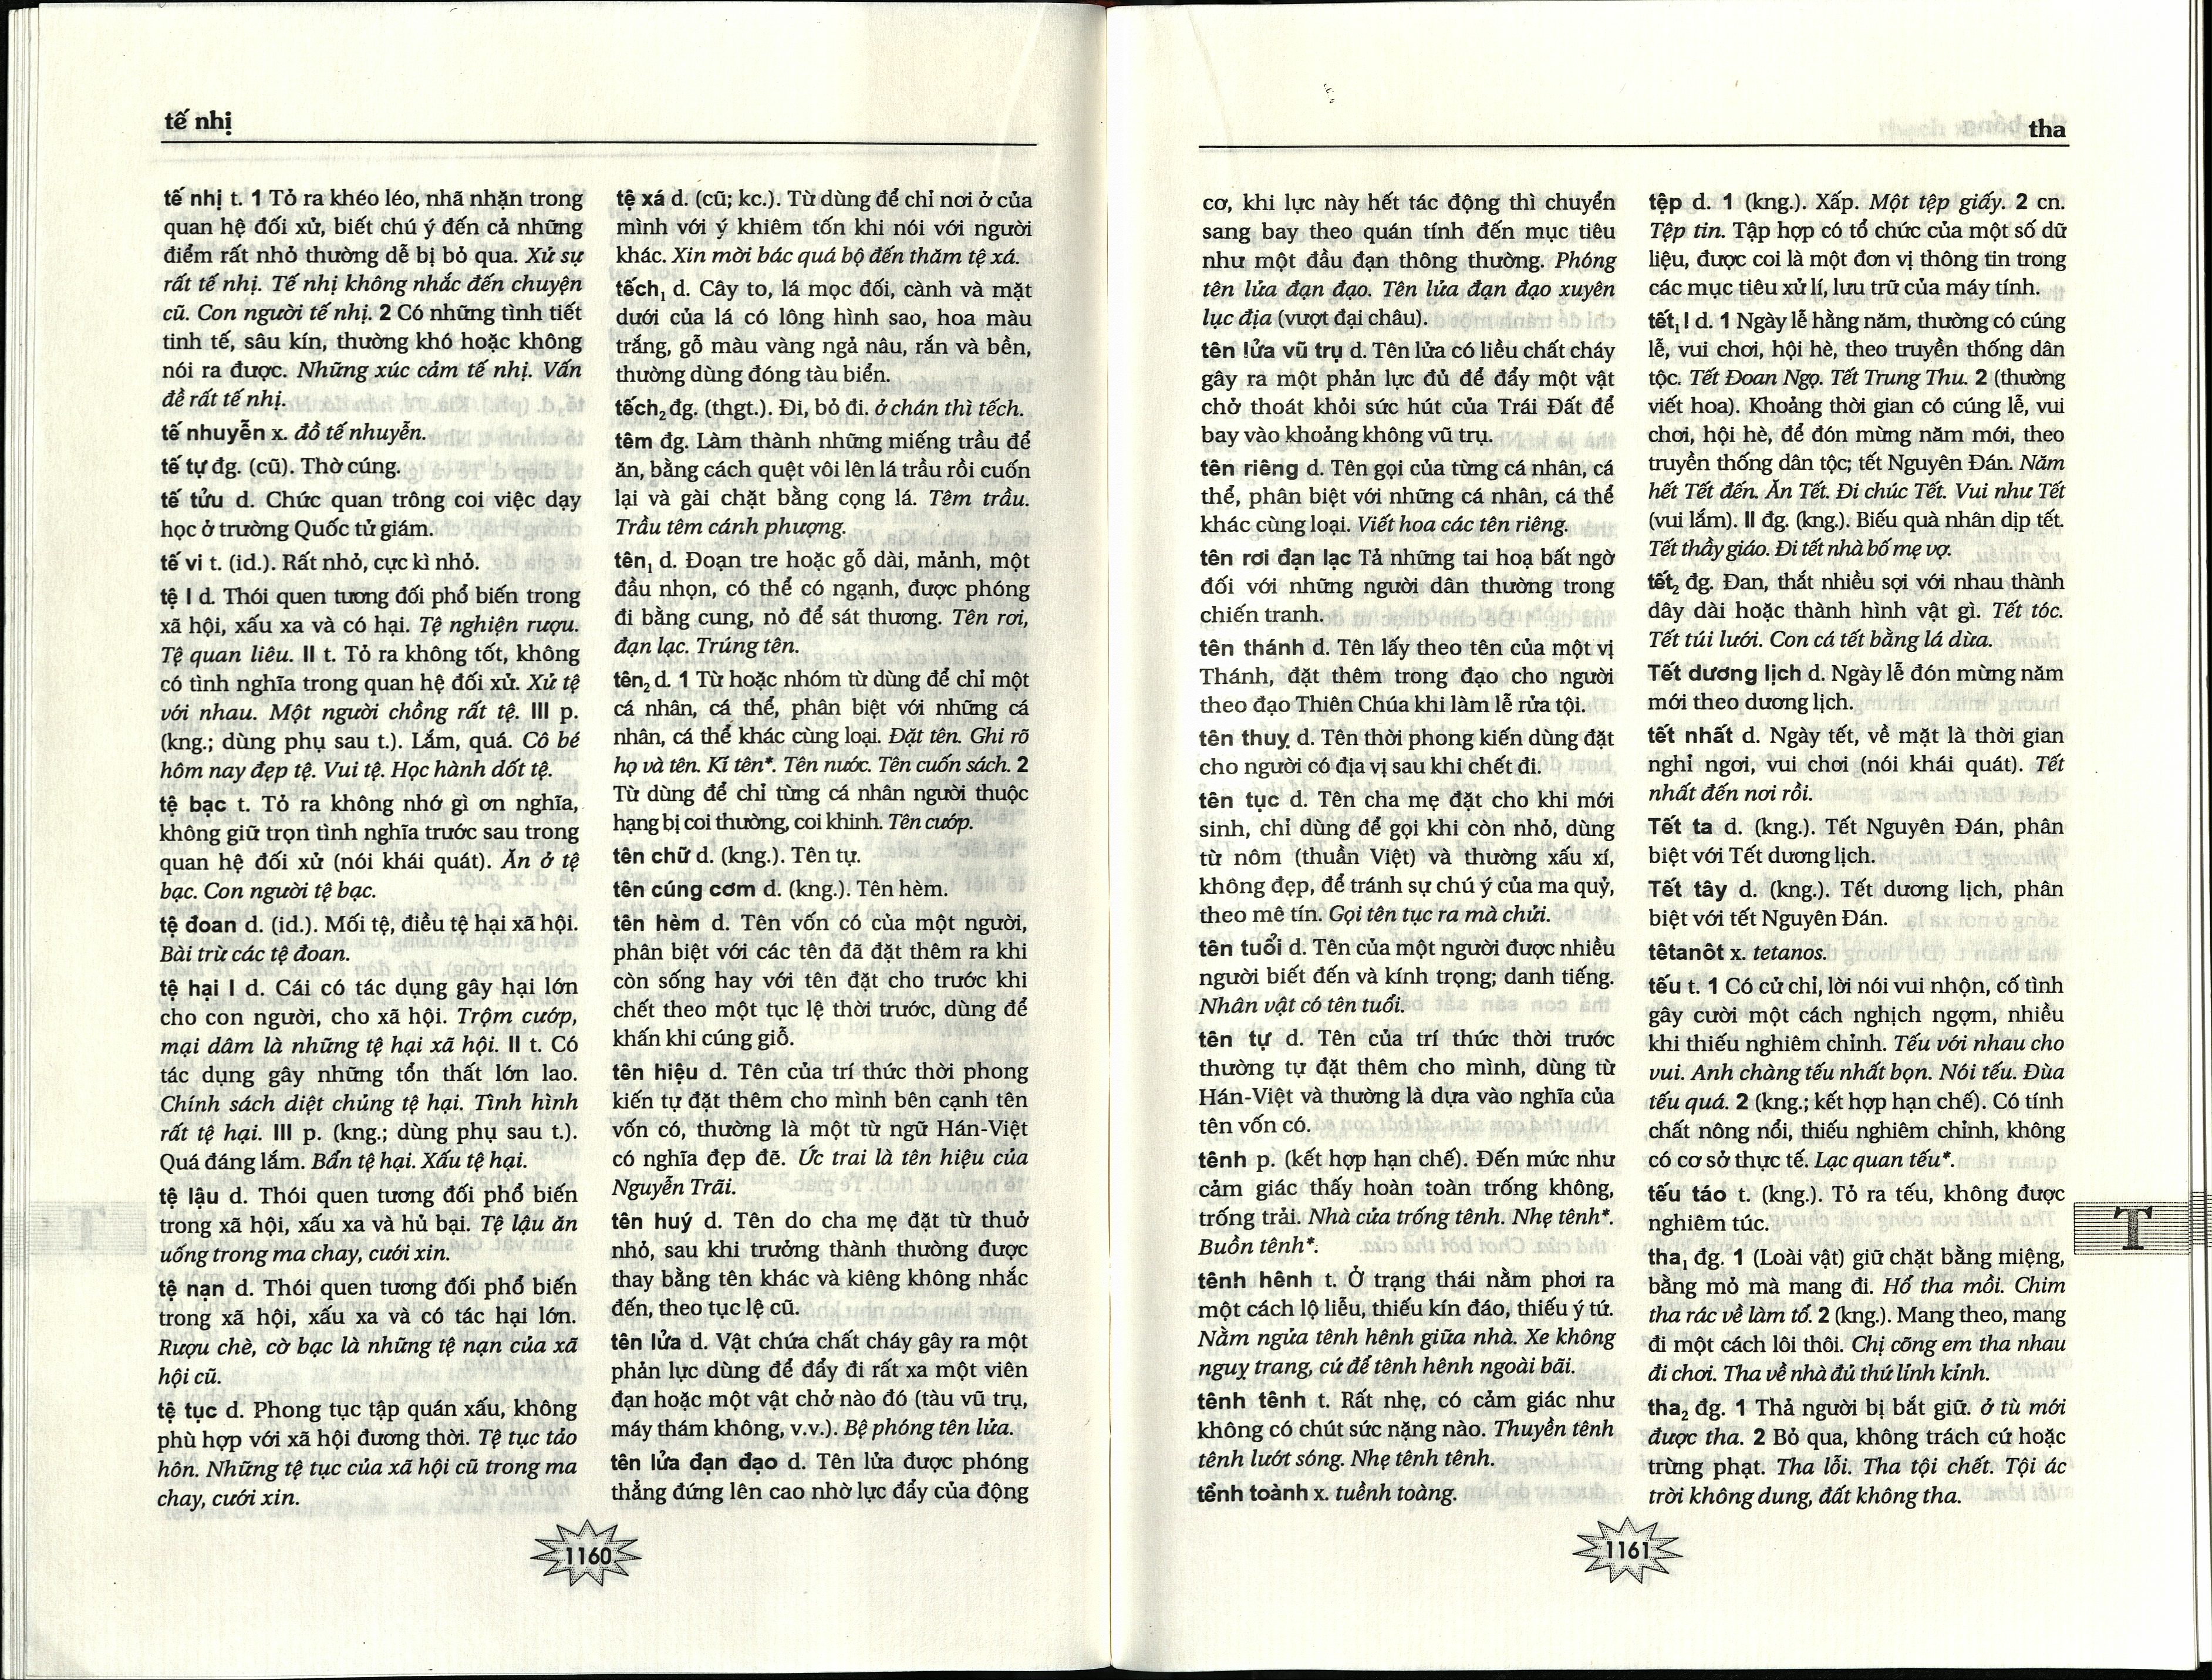 tế nhị
tế nhị t. 1 Tỏ ra khéo léo, nhã nhặn trong
quan hệ đối xử, biết chú ý đến cả những
điểm rất nhỏ thường dễ bị bỏ qua. Xử sự
rất tế nhị. Tế nhị không nhắc đến chuyện
cũ. Con người tế nhị. 2 Có những tình tiết
tinh tế, sâu kín, thường khó hoặc không
nói ra được. Những xúc cảm tế nhị. Vấn
đề rất tế nhị.
tế nhuyễn x. đồ tế nhuyễn.
tế tự đg. (cũ). Thờ cúng.
tế tửu d. Chức quan trông coi việc dạy
học ở trường Quốc tử giám.
tế vi t. (id.). Rất nhỏ, cực kì nhỏ.
tệ I d. Thói quen tương đối phổ biến trong
xã hội, xấu xa và có hại. Tệ nghiện rượu.
Tệ quan liêu. II t. Tỏ ra không tốt, không
có tình nghĩa trong quan hệ đối xử. Xử tệ
với nhau. Một người chồng rất tệ. III p.
(kng.; dùng phụ sau t.). Lắm, quá. Cô bé
hôm nay đẹp tệ. Vui tệ. Học hành dốt tệ.
tệ bạc t. Tỏ ra không nhớ gì ơn nghĩa,
không giữ trọn tình nghĩa trước sau trong
quan hệ đối xử (nói khái quát). Ăn ở tệ
bạc. Con người tệ bạc.
tệ đoan d. (id.). Mối tệ, điều tệ hại xã hội.
Bài trừ các tệ đoan.
tệ hại I d. Cái có tác dụng gây hại lớn
cho con người, cho xã hội. Trộm cướp,
mại dâm là những tệ hại xã hội. II t. Có
tác dụng gây những tổn thất lớn lao.
Chính sách diệt chủng tệ hại. Tình hình
rất tệ hại. III p. (kng.; dùng phụ sau t.).
Quá đáng lắm. Bẩn tệ hại. Xấu tệ hại.
tệ lậu d. Thói quen tương đối phổ biến
trong xã hội, xấu xa và hủ bại. Tệ lậu ăn
uống trong ma chay, cưới xin.
tệ nạn d. Thói quen tương đối phổ biến
trong xã hội, xấu xa và có tác hại lớn.
Rượu chè, cờ bạc là những tệ nạn của xã
hội cũ.
tệ tục d. Phong tục tập quán xấu, không
phù hợp với xã hội đương thời. Tệ tục tảo
hôn. Những tệ tục của xã hội cũ trong ma
chay, cưới xin.
tệ xá d. (cũ; kc.). Từ dùng để chỉ nơi ở của
mình với ý khiêm tốn khi nói với người
khác. Xin mời bác quá bộ đến thăm tệ xá.
tếch1 d. Cây to, lá mọc đối, cành và mặt
dưới của lá có lông hình sao, hoa màu
trắng, gỗ màu vàng ngả nâu, rắn và bền,
thường dùng đóng tàu biển.
tếch2 đg. (thgt.). Đi, bỏ đi. ở chán thì tếch.
têm đg. Làm thành những miếng trầu để
ăn, bằng cách quệt vôi lên lá trầu rồi cuốn
lại và gài chặt bằng cọng lá. Têm trầu.
Trầu têm cánh phượng.
tên1 d. Đoạn tre hoặc gỗ dài, mảnh, một
đầu nhọn, có thể có ngạnh, được phóng
đi bằng cung, nỏ để sát thương. Tên rơi,
đạn lạc. Trúng tên.
tên2 d. 1 Từ hoặc nhóm từ dùng để chỉ một
cá nhân, cá thể, phân biệt với những cá
nhân, cá thể khác cùng loại. Đặt tên. Ghi rõ
họ và tên. Kí tên*. Tên nước. Tên cuốn sách. 2
Từ dùng để chỉ từng cá nhân người thuộc
hạng bị coi thường, coi khinh. Tên cướp.
tên chữ d. (kng.). Tên tự.
tên cúng cơm d. (kng.). Tên hèm.
tên hèm d. Tên vốn có của một người,
phân biệt với các tên đã đặt thêm ra khi
còn sống hay với tên đặt cho trước khi
chết theo một tục lệ thời trước, dùng để
khấn khi cúng giỗ.
tên hiệu d. Tên của trí thức thời phong
kiến tự đặt thêm cho mình bên cạnh tên
vốn có, thường là một từ ngữ Hán-Việt
có nghĩa đẹp đẽ. Ức trai là tên hiệu của
Nguyễn Trãi.
tên huý d. Tên do cha mẹ đặt từ thuở
nhỏ, sau khi trưởng thành thường được
thay bằng tên khác và kiêng không nhắc
đến, theo tục lệ cũ.
tên lửa d. Vật chứa chất cháy gây ra một
phản lực dùng để đẩy đi rất xa một viên
đạn hoặc một vật chở nào đó (tàu vũ trụ,
máy thám không, v.v.). Bệ phóng tên lửa.
tên lửa đạn đạo d. Tên lửa được phóng
thẳng đứng lên cao nhờ lực đẩy của động
1160
tha
cơ, khi lực này hết tác động thì chuyển
sang bay theo quán tính đến mục tiêu
như một đầu đạn thông thường. Phóng
tên lửa đạn đạo. Tên lửa đạn đạo xuyên
lục địa (vượt đại châu).
tên lửa vũ trụ d. Tên lửa có liều chất cháy
gây ra một phản lực đủ để đẩy một vật
chở thoát khỏi sức hút của Trái Đất để
bay vào khoảng không vũ trụ.
tên riêng d. Tên gọi của từng cá nhân, cá
thể, phân biệt với những cá nhân, cá thể
khác cùng loại. Viết hoa các tên riêng.
tên rơi đạn lạc Tả những tai hoạ bất ngờ
đối với những người dân thường trong
chiến tranh.
tên thánh d. Tên lấy theo tên của một vị
Thánh, đặt thêm trong đạo cho người
theo đạo Thiên Chúa khi làm lễ rửa tội.
tên thuỵ d. Tên thời phong kiến dùng đặt
cho người có địa vị sau khi chết đi.
tên tục d. Tên cha mẹ đặt cho khi mới
sinh, chỉ dùng để gọi khi còn nhỏ, dùng
từ nôm (thuần Việt) và thường xấu xí,
không đẹp, để tránh sự chú ý của ma quỷ,
theo mê tín. Gọi tên tục ra mà chửi.
tên tuổi d. Tên của một người được nhiều
người biết đến và kính trọng; danh tiếng.
Nhân vật có tên tuổi.
tên tự d. Tên của trí thức thời trước
thường tự đặt thêm cho mình, dùng từ
Hán-Việt và thường là dựa vào nghĩa của
tên vốn có.
tênh p. (kết hợp hạn chế). Đến mức như
cảm giác thấy hoàn toàn trống không,
trống trải. Nhà cửa trống tênh. Nhẹ tênh*.
Buồn tênh*.
tênh hênh t. Ở trạng thái nằm phơi ra
một cách lộ liễu, thiếu kín đáo, thiếu ý tứ.
Nằm ngửa tênh hênh giữa nhà. Xe không
nguỵ trang, cứ để tênh hênh ngoài bãi.
tênh tênh t. Rất nhẹ, có cảm giác như
không có chút sức nặng nào. Thuyền tênh
tênh lướt sóng. Nhẹ tênh tênh.
tềnh toành x. tuềnh toàng.
tệp d. 1 (kng.). Xấp. Một tệp giấy. 2 cn.
Tệp tin. Tập hợp có tổ chức của một số dữ
liệu, được coi là một đơn vị thông tin trong
các mục tiêu xử lí, lưu trữ của máy tính.
tết1 I d. 1 Ngày lễ hằng năm, thường có cúng
lễ, vui chơi, hội hè, theo truyền thống dân
tộc. Tết Đoan Ngọ. Tết Trung Thu. 2 (thường
viết hoa). Khoảng thời gian có cúng lễ, vui
chơi, hội hè, để đón mừng năm mới, theo
truyền thống dân tộc; tết Nguyên Đán. Năm
hết Tết đến. Ăn Tết. Đi chúc Tết. Vui như Tết
(vui lắm). II đg. (kng.). Biếu quà nhân dịp tết.
Tết thầy giáo. Đi tết nhà bố mẹ vợ.
tết2 đg. Đan, thắt nhiều sợi với nhau thành
dây dài hoặc thành hình vật gì. Tết tóc.
Tết túi lưới. Con cá tết bằng lá dừa.
Tết dương lịch d. Ngày lễ đón mừng năm
mới theo dương lịch.
tết nhất d. Ngày tết, về mặt là thời gian
nghỉ ngơi, vui chơi (nói khái quát). Tết
nhất đến nơi rồi.
Tết ta d. (kng.). Tết Nguyên Đán, phân
biệt với Tết dương lịch.
Tết tây d. (kng.). Tết dương lịch, phân
biệt với tết Nguyên Đán.
têtanôt x. tetanos.
tếu t. 1 Có cử chỉ, lời nói vui nhộn, cố tình
gây cười một cách nghịch ngợm, nhiều
khi thiếu nghiêm chỉnh. Tếu với nhau cho
vui. Anh chàng tếu nhất bọn. Nói tếu. Đùa
tếu quá. 2 (kng.; kết hợp hạn chế). Có tính
chất nông nổi, thiếu nghiêm chỉnh, không
có cơ sở thực tế. Lạc quan tếu*.
tếu táo t. (kng.). Tỏ ra tếu, không được
nghiêm túc.
tha1 đg. 1 (Loài vật) giữ chặt bằng miệng,
bằng mỏ mà mang đi. Hổ tha mồi. Chim
tha rác về làm tổ. 2 (kng.). Mang theo, mang
đi một cách lôi thôi. Chị cõng em tha nhau
đi chơi. Tha về nhà đủ thứ linh kinh.
tha2 đg. 1 Thả người bị bắt giữ. ở tù mới
được tha. 2 Bỏ qua, không trách cứ hoặc
trừng phạt. Tha lỗi. Tha tội chết. Tội ác
trời không dung, đất không tha.
T
1161